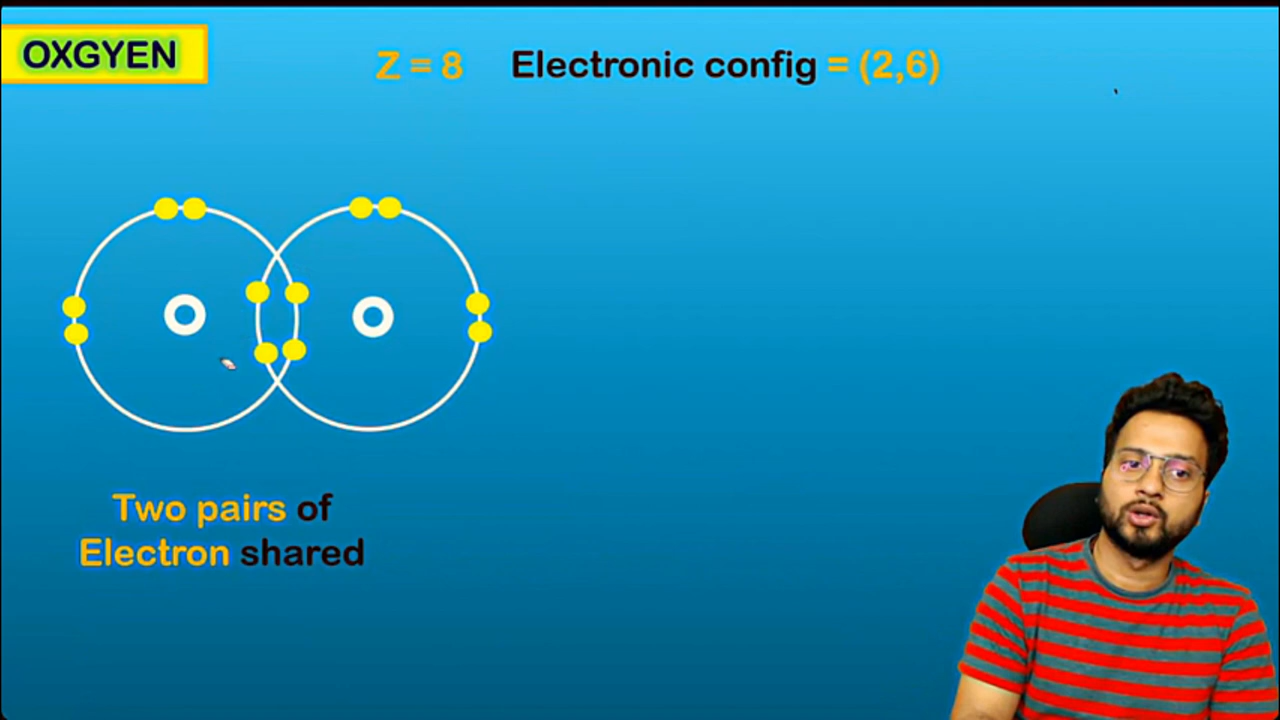 OXGYEN
Z = 8 Electronic config = (2,6)
O O
Two pairs of
Electron shared